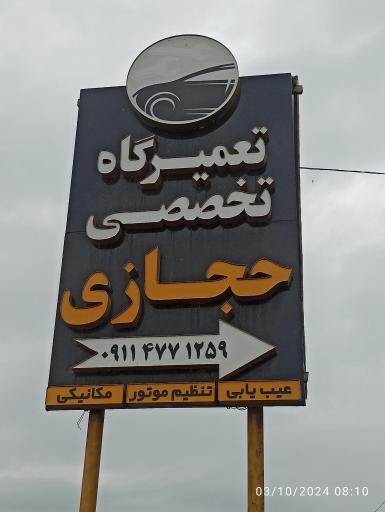 تعمیرگاه
تخصصی
حجازی
۰۹۱۱ ۴۷۷ ۱۲۵۹
عیب یابی تنظیم موتور مکانیکی
03/10/2024 08:10